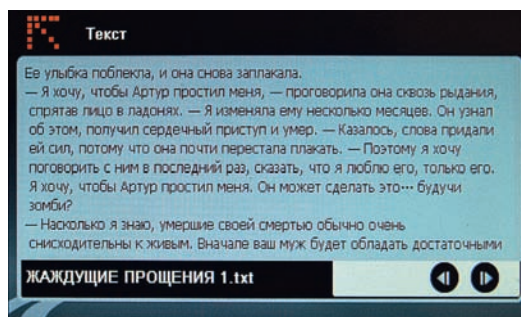 Текст
Ее улыбка поблекла, и она снова заплакала.
— Я хочу, чтобы Артур простил меня, — проговорила она сквозь рыдания,
спрятав лицо в ладонях. — Я изменяла ему несколько месяцев. Он узнал
об этом, получил сердечный приступ и умер. — Казалось, слова придали
ей сил, потому что она почти перестала плакать. — Поэтому я хочу
поговорить с ним в последний раз, сказать, что я люблю его, только его.
Я хочу, чтобы Артур простил меня. Он может сделать это··· будучи
зомби?
— Насколько я знаю, умершие своей смертью обычно очень
снисходительны к живым. Вначале ваш муж будет обладать достаточными
ЖАЖДУЩИЕ ПРОЩЕНИЯ 1.txt